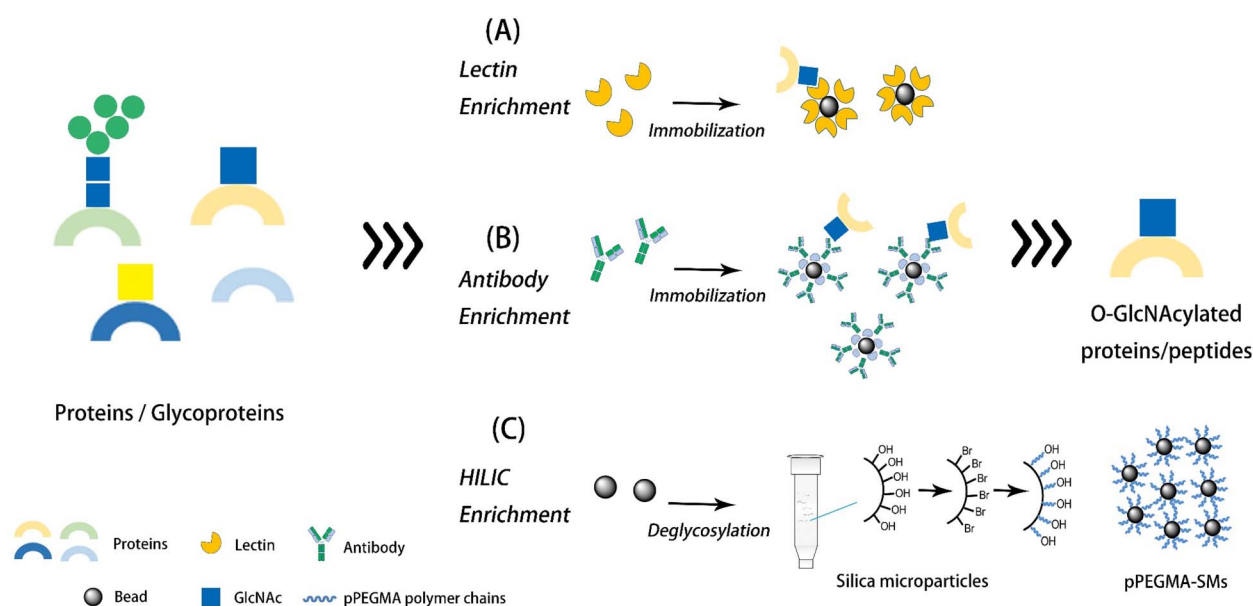 (A)
Lectin
Enrichment
Immobilization
(B)
Antibody
Enrichment
Immobilization
O-GlcNAcylated
proteins/peptides
Proteins / Glycoproteins
(C)
HILIC
Enrichment
Deglycosylation
OH
OH
OH
OH
OH
OH
OH
Br
Br
Br
Br
Br
Br
OH
OH
OH
OH
OH
OH
Silica microparticles
pPEGMA-SMs
Proteins
Lectin
Antibody
Bead
GlcNAc
pPEGMA polymer chains